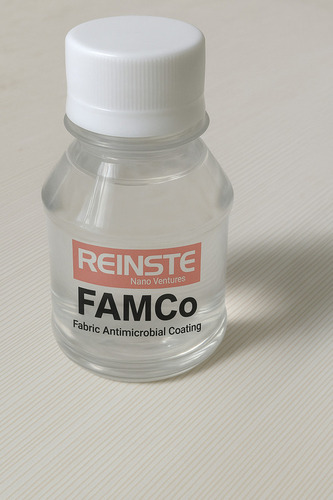 REINSTE
Nano Ventures
FAMCo
Fabric Antimicrobial Coating